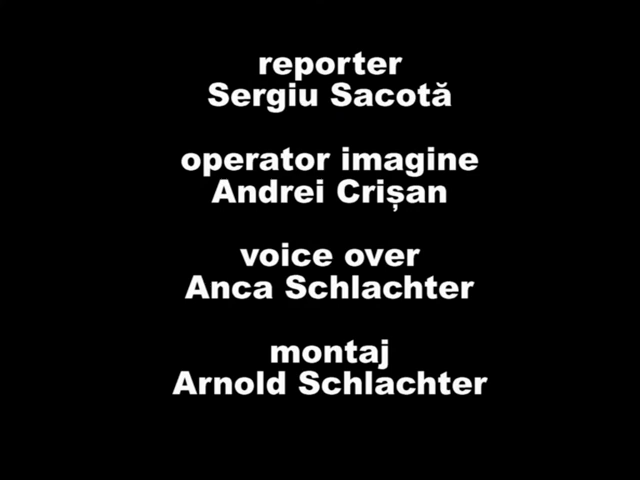 reporter
Sergiu Sacotă
operator imagine
Andrei Crișan
voice over
Anca Schlachter
montaj
Arnold Schlachter